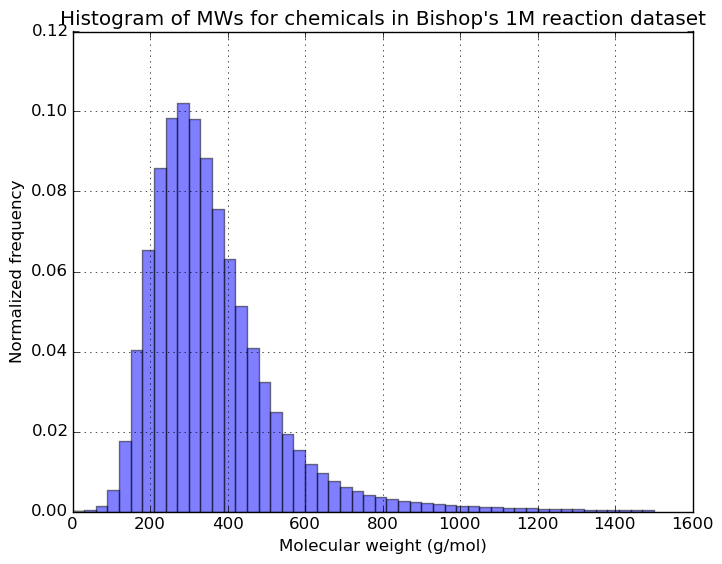 Histogram of MWs for chemicals in Bishop's 1M reaction dataset
0.12
0.10
0.08
0.06
0.04
0.02
0.00
Normalized frequency
0 200 400 600 800 1000 1200 1400 1600
Molecular weight (g/mol)